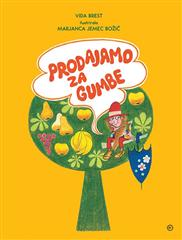 VIDA BREST
ilustrirala
MARJANCA JEMEC BOŽIČ
PRODAJAMO
ZA
GUMBE